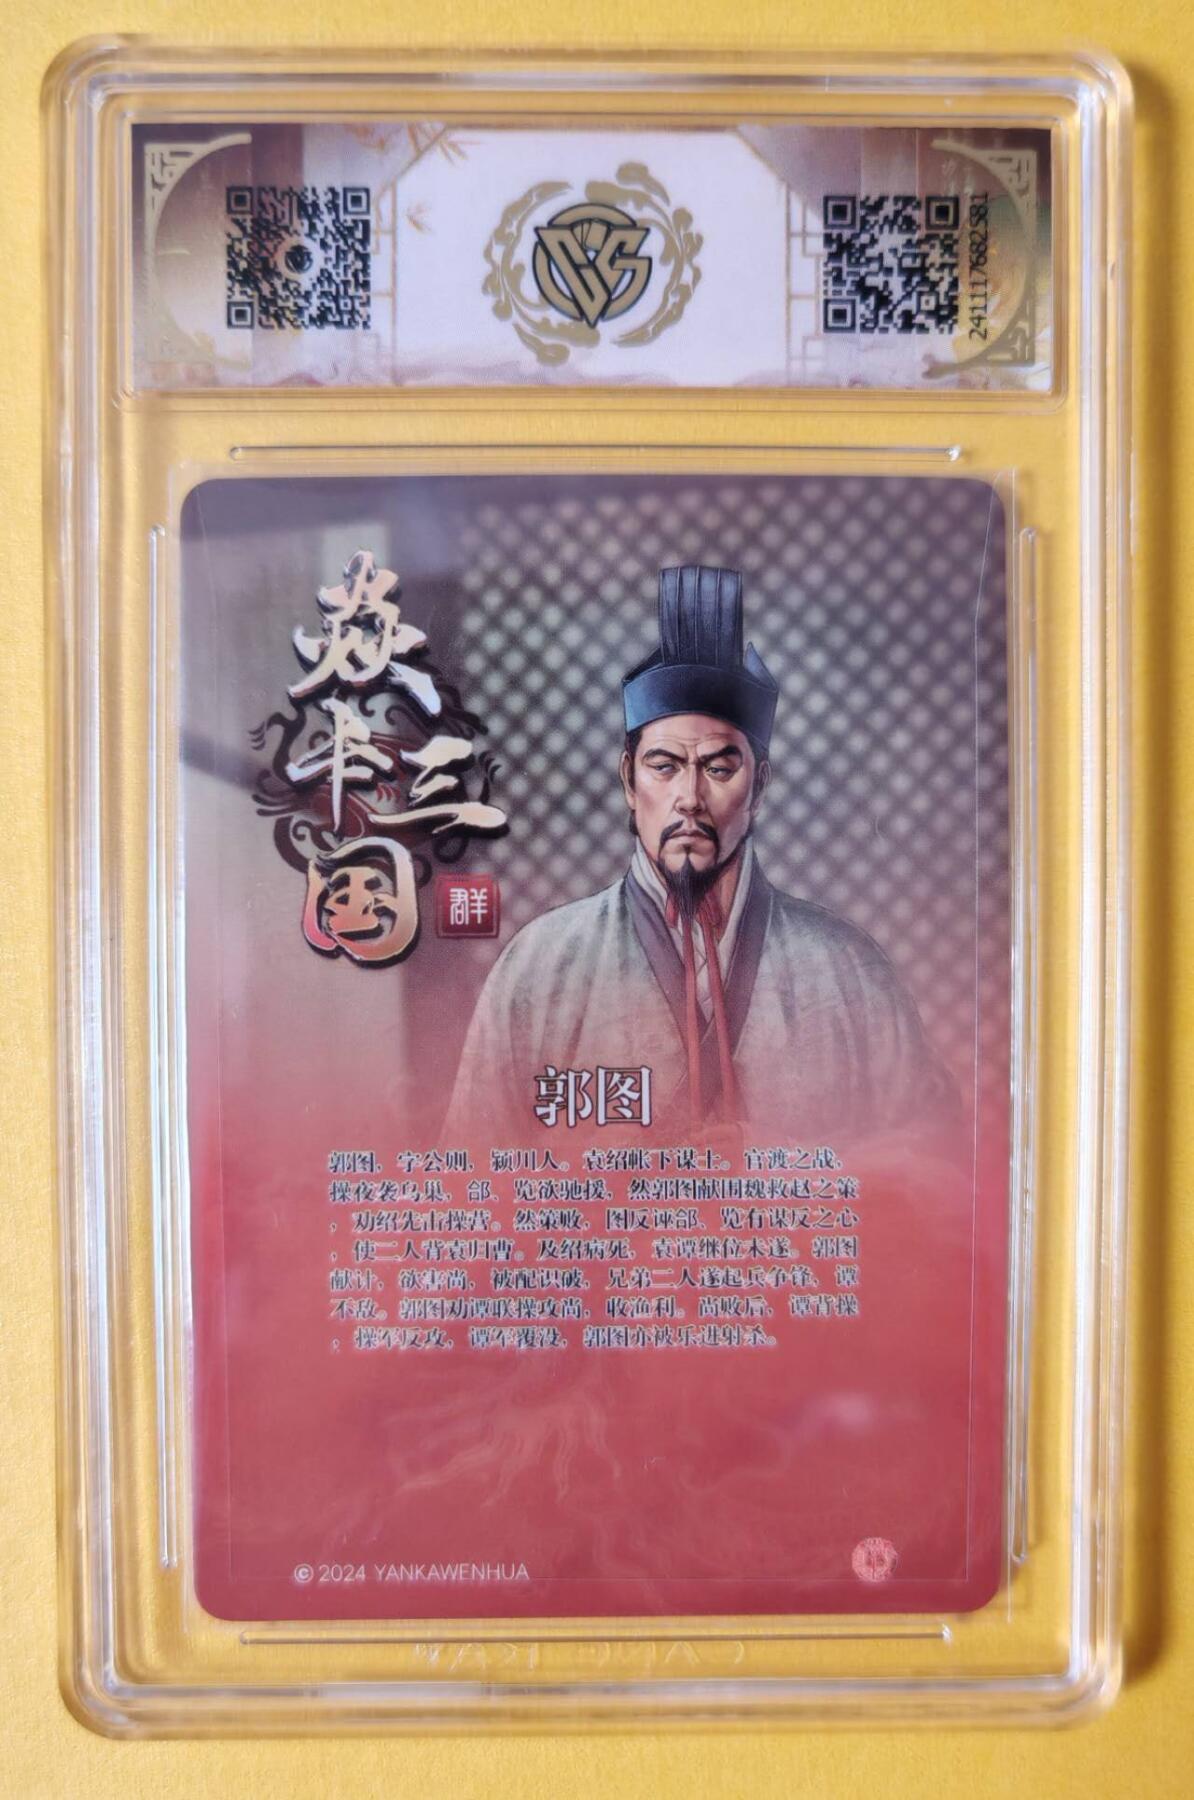 241117682381
焱卡三国
群
郭图
郭图，字公则，颍川人。袁绍帐下谋士。官渡之战，
操夜袭乌巢，郃、览欲驰援，然郭图献围魏救赵之策
，劝绍先击操营。然策败，图反诬郃、览有谋反之心
，使二人背袁归曹。及绍病死，袁谭继位未遂。郭图
献计，欲害尚，被配识破，兄弟二人遂起兵争锋，谭
不敌。郭图劝谭联操攻尚，收渔利。尚败后，谭背操
，操军反攻，谭军覆没，郭图亦被乐进射杀。
© 2024 YANKAWENHUA